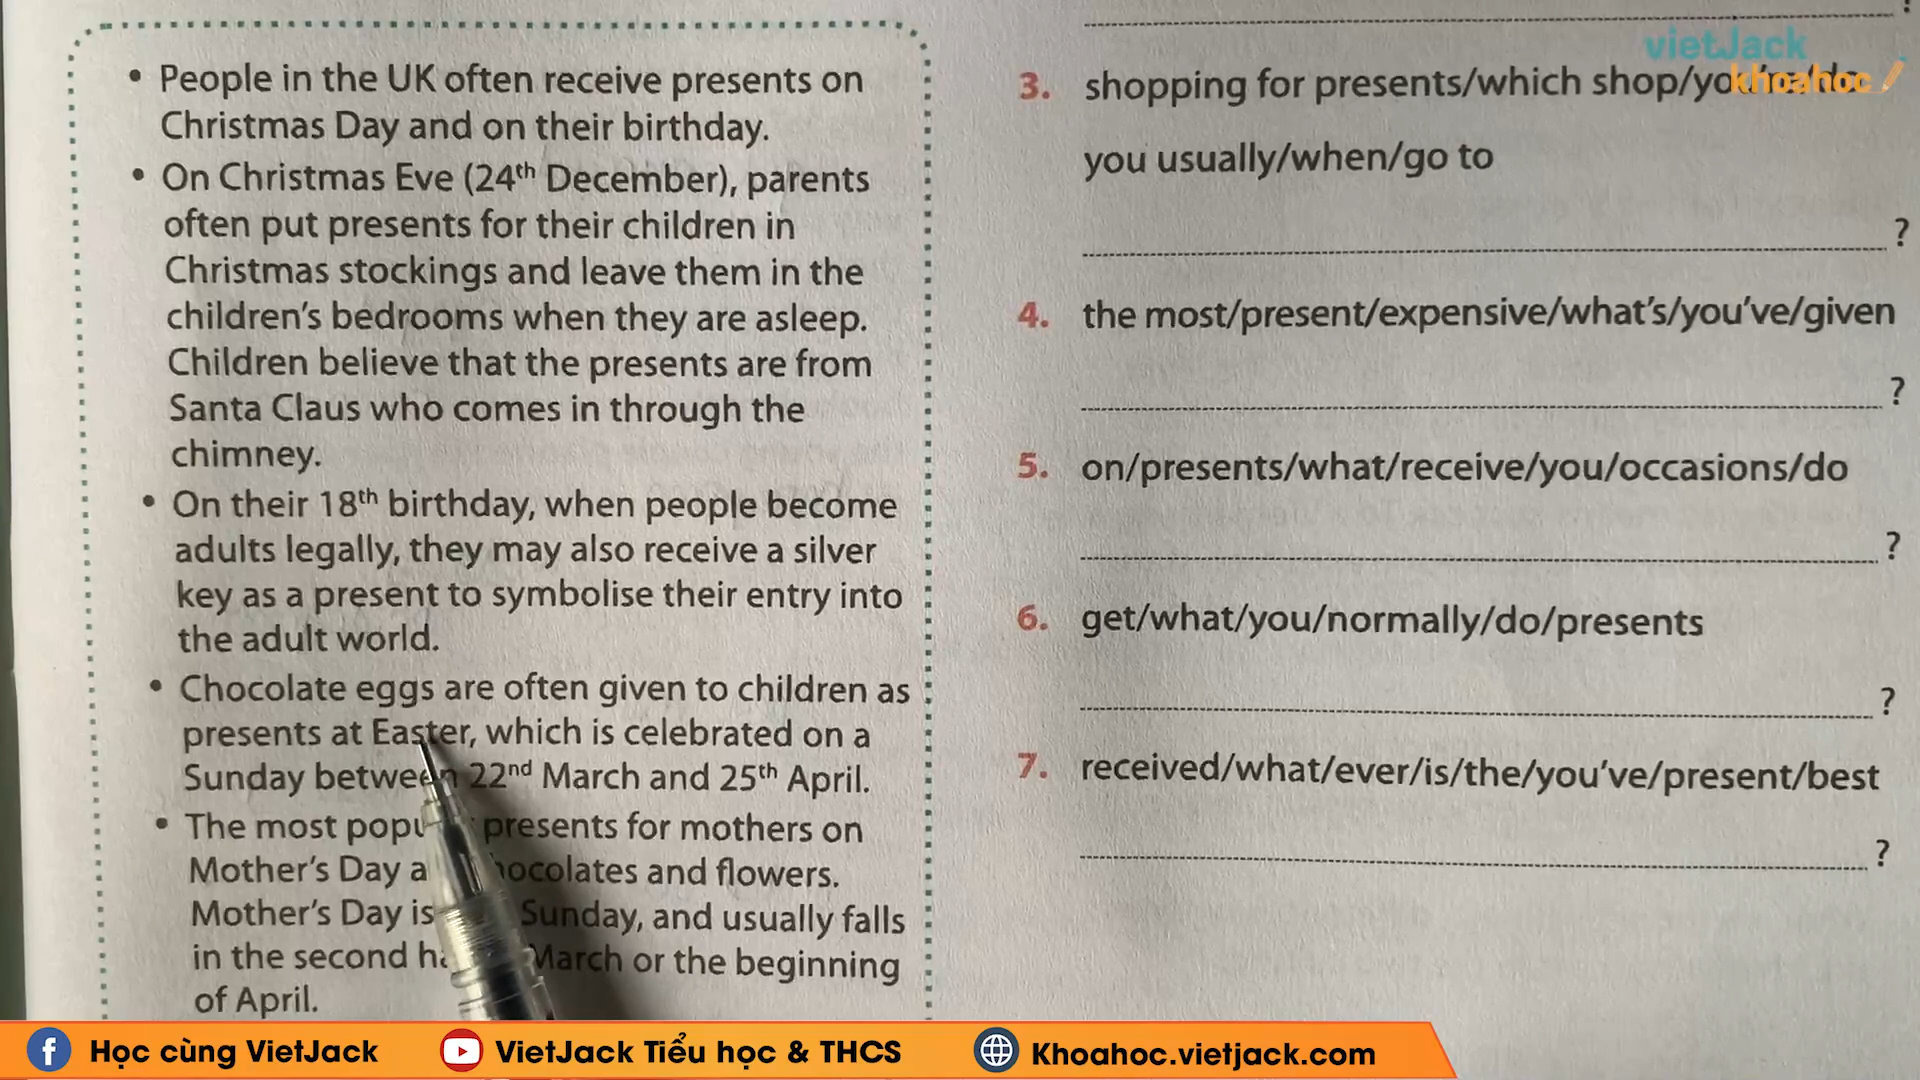 • People in the UK often receive presents on
Christmas Day and on their birthday.
• On Christmas Eve (24th December), parents
often put presents for their children in
Christmas stockings and leave them in the
children's bedrooms when they are asleep.
Children believe that the presents are from
Santa Claus who comes in through the
chimney.
• On their 18th birthday, when people become
adults legally, they may also receive a silver
key as a present to symbolise their entry into
the adult world.
• Chocolate eggs are often given to children as
presents at Easter, which is celebrated on a
Sunday between 22nd March and 25th April.
• The most presents for mothers on
Mother's Day and flowers.
Mother's Day is Sunday, and usually falls
in the second March or the beginning
of April.
?
3. shopping for presents/which shop/
you usually/when/go to
?
4. the most/present/expensive/what's/you've/given
?
5. on/presents/what/receive/you/occasions/do
?
6. get/what/you/normally/do/presents
?
7. received/what/ever/is/the/you've/present/best
?
vietJack
khoahoc
Học cùng VietJack
VietJack Tiểu học & THCS
Khoahoc.vietjack.com